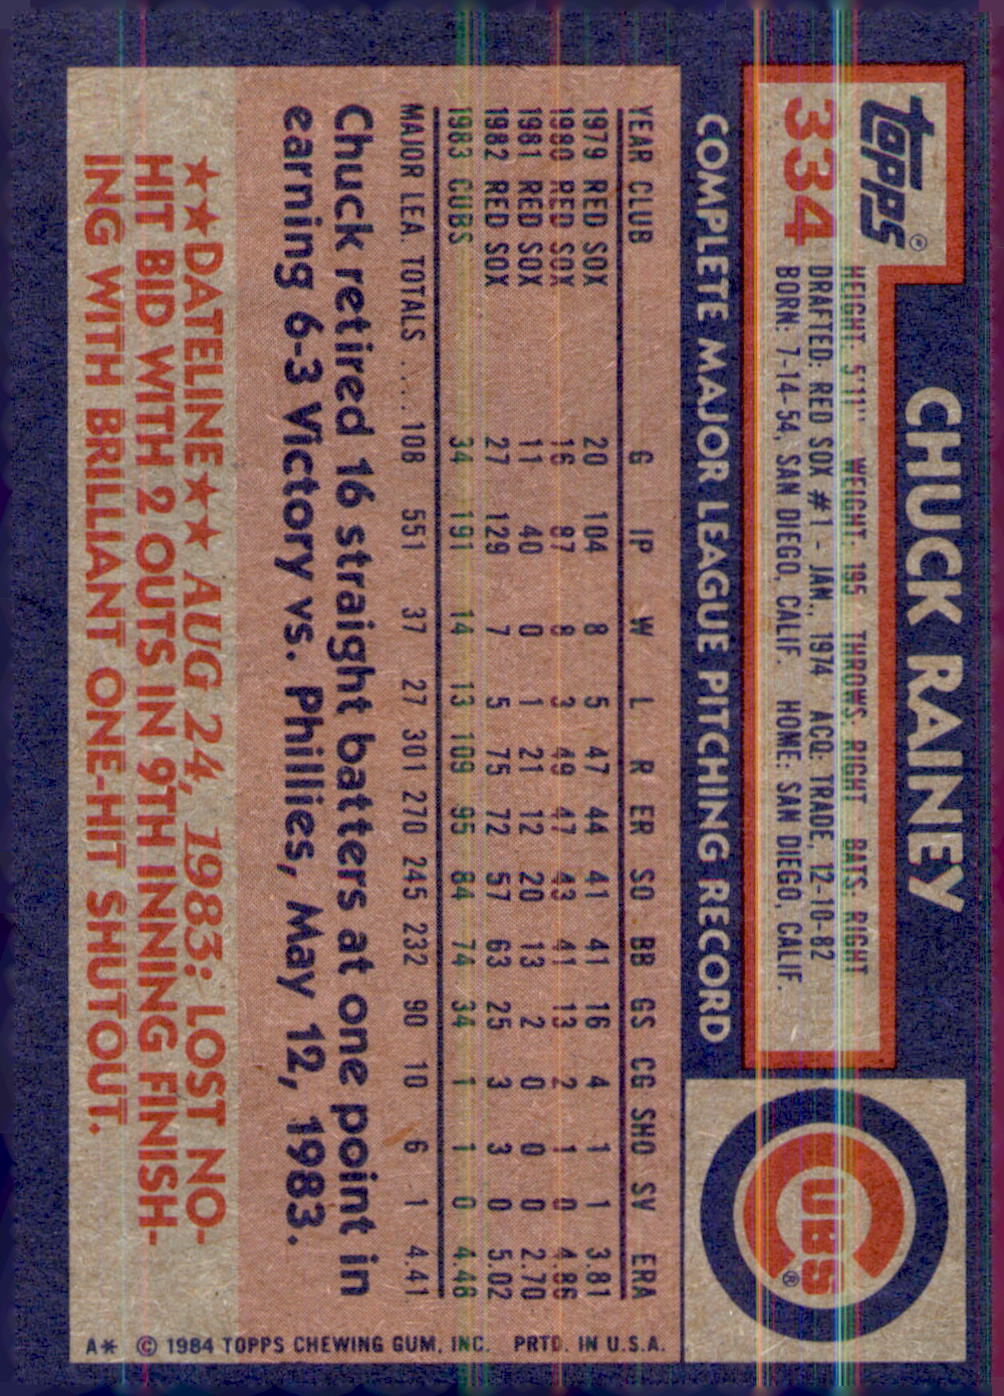 topps®
334
CHUCK RAINEY
HEIGHT: 5'11" WEIGHT: 195 THROWS: RIGHT BATS: RIGHT
DRAFTED: RED SOX #1 - JAN., 1974 ACQ: TRADE, 12-10-82
BORN: 7-14-54, SAN DIEGO, CALIF. HOME: SAN DIEGO, CALIF.
CUBS®
COMPLETE MAJOR LEAGUE PITCHING RECORD
YEAR CLUB G IP W L R ER SO BB GS CG SHO SV ERA
1979 RED SOX 20 104 8 5 47 44 41 41 16 4 1 1 3.81
1980 RED SOX 16 87 8 3 49 47 43 41 13 2 1 0 4.86
1981 RED SOX 11 40 0 1 21 12 20 13 2 0 0 0 2.70
1982 RED SOX 27 129 7 5 75 72 57 63 25 3 3 0 5.02
1983 CUBS 34 191 14 13 109 95 84 74 34 1 1 0 4.48
MAJOR LEA. TOTALS .... 108 551 37 27 301 270 245 232 90 10 6 1 4.41
Chuck retired 16 straight batters at one point in
earning 6-3 Victory vs. Phillies, May 12, 1983.
★★DATELINE★★ AUG 24, 1983: LOST NO-
HIT BID WITH 2 OUTS IN 9TH INNING FINISH-
ING WITH BRILLIANT ONE-HIT SHUTOUT.
A* © 1984 TOPPS CHEWING GUM, INC. PRTD. IN U.S.A.